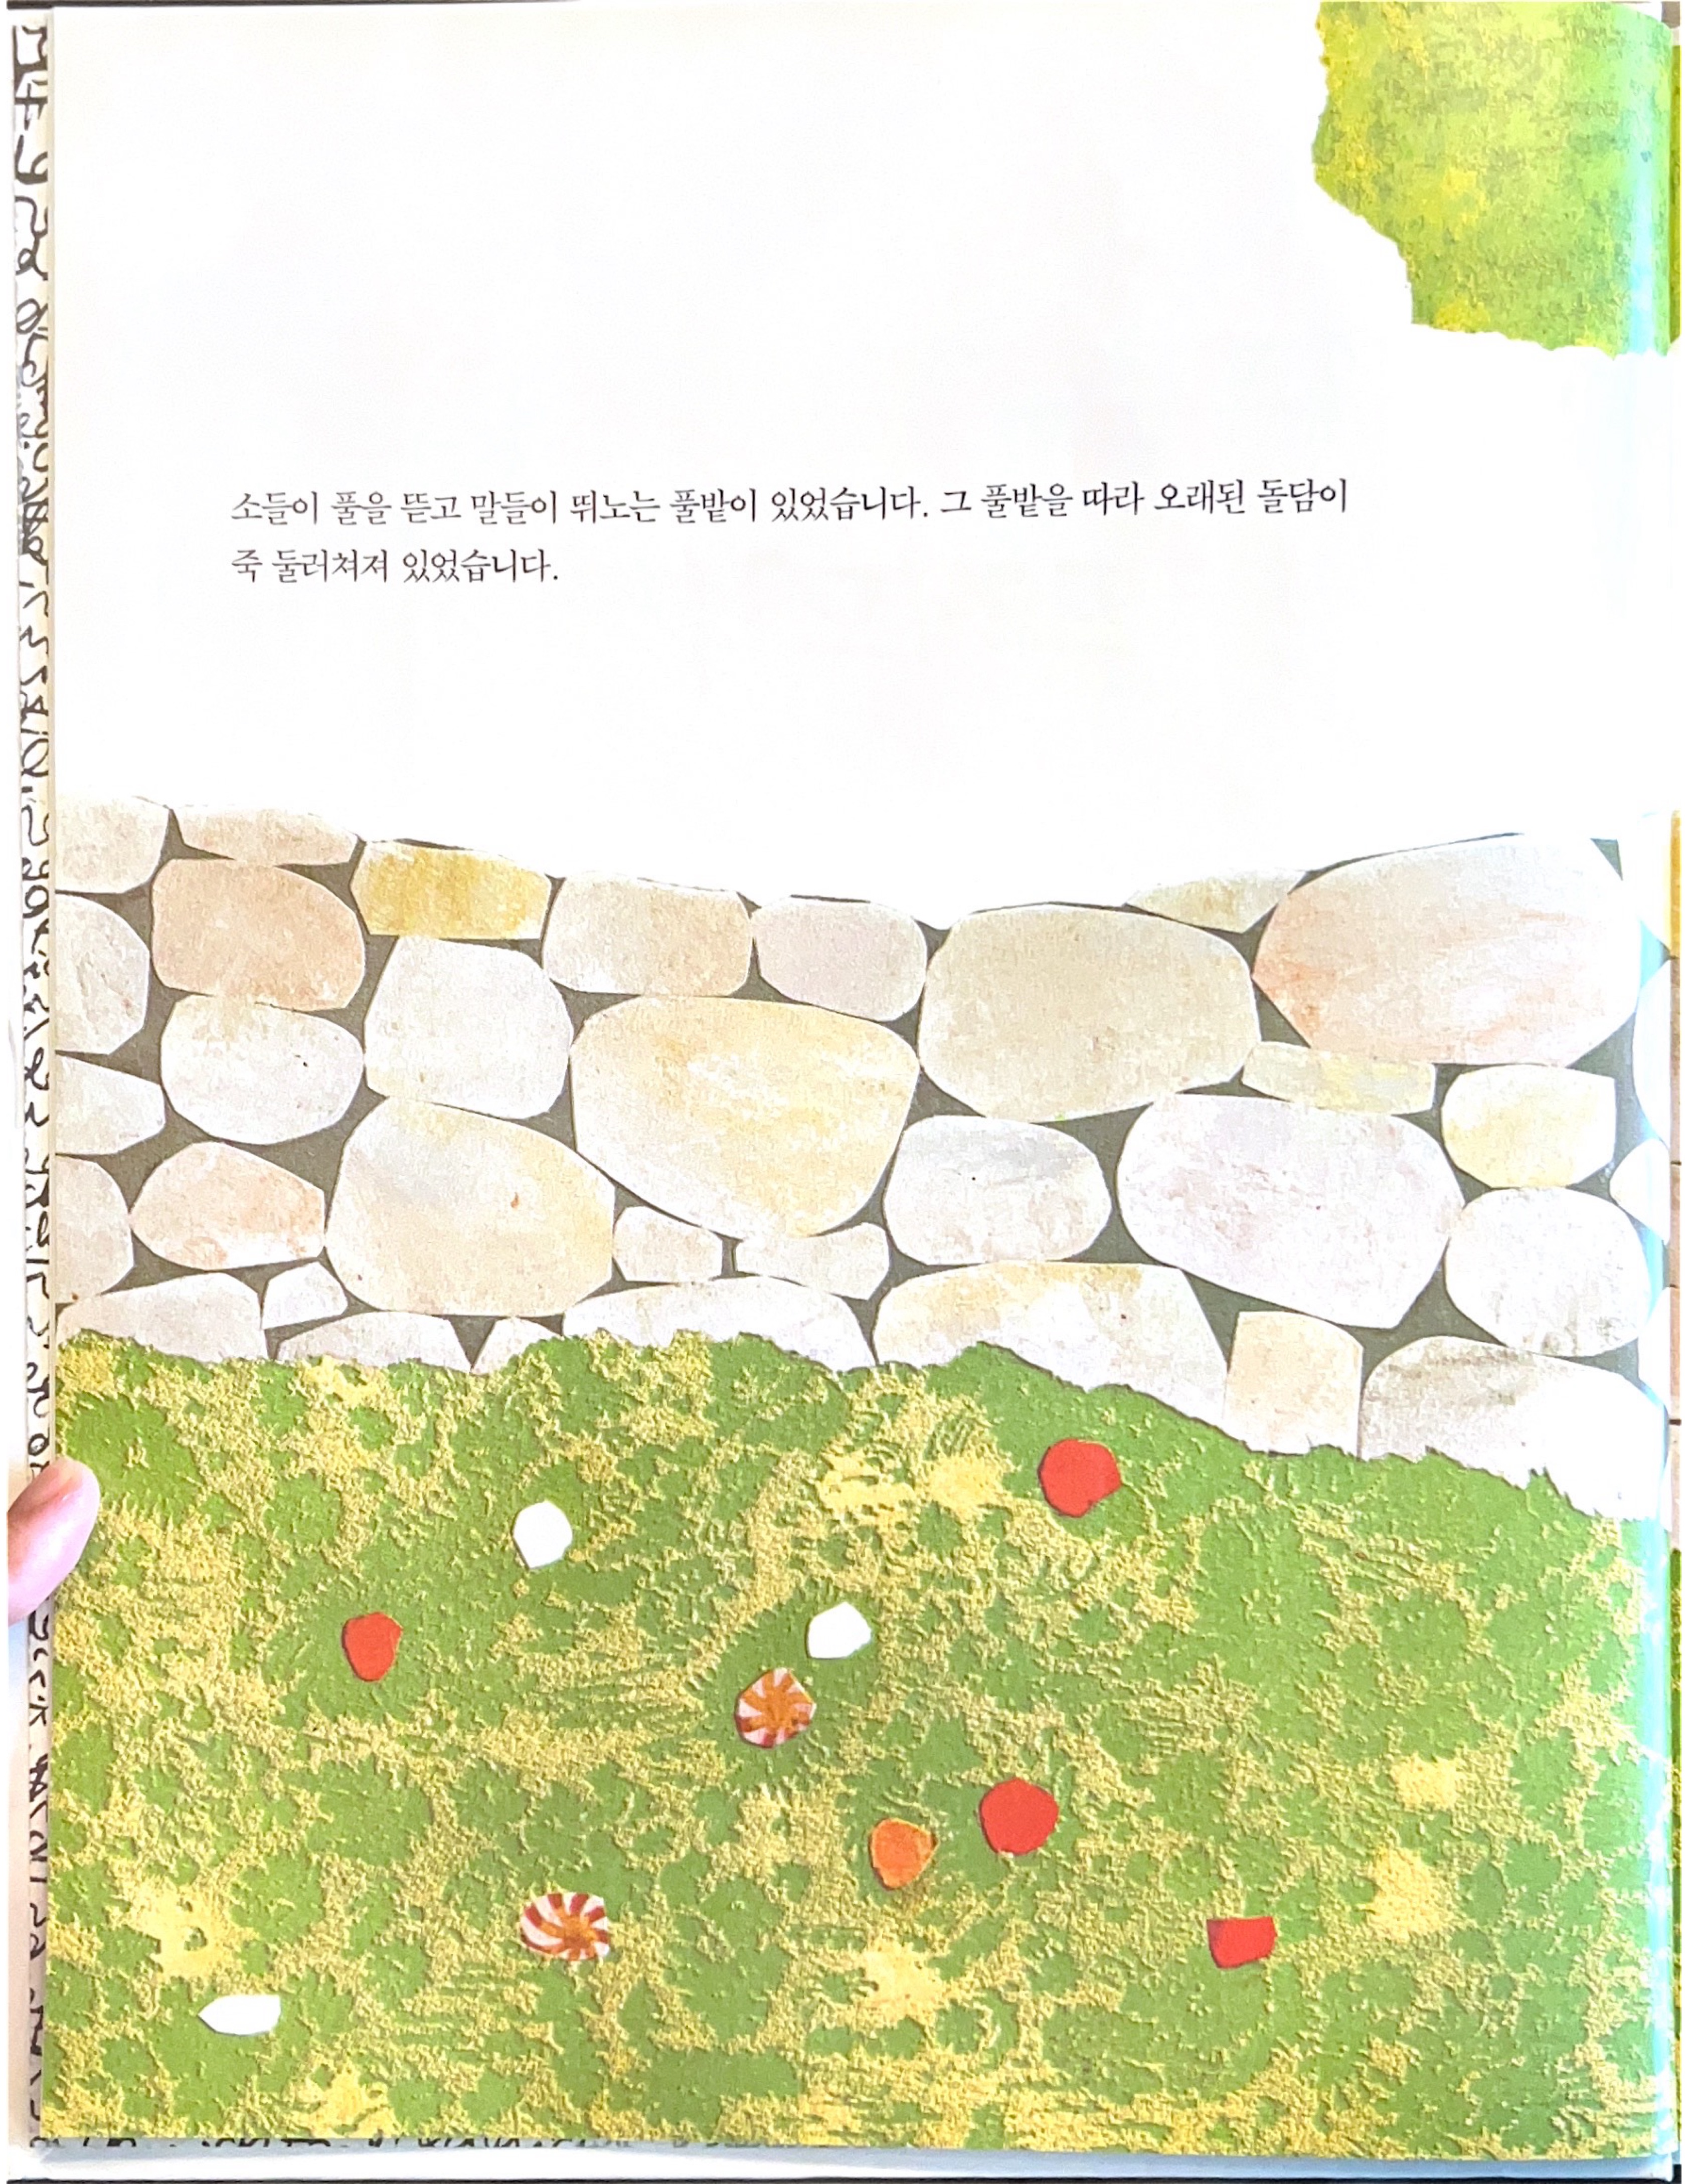 소들이 풀을 뜯고 말들이 뛰노는 풀밭이 있었습니다. 그 풀밭을 따라 오래된 돌담이
죽 둘러쳐져 있었습니다.